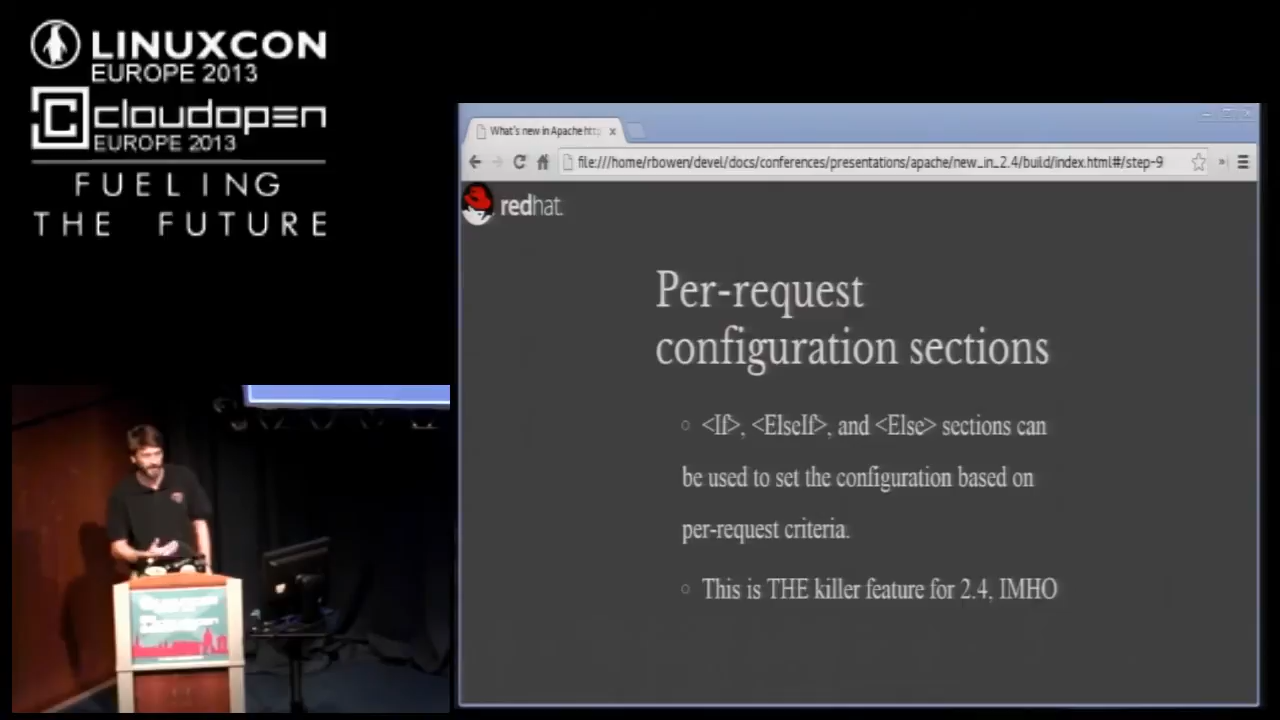 LINUXCON
EUROPE 2013
cloudopen
EUROPE 2013
FUELING
THE FUTURE
What's new in Apache http
file:///home/rbowen/devel/docs/conferences/presentations/apache/new_in_2.4/build/index.html#/step-9
redhat
Per-request
configuration sections
<If>, <ElseIf>, and <Else> sections can
be used to set the configuration based on
per-request criteria.
This is THE killer feature for 2.4, IMHO